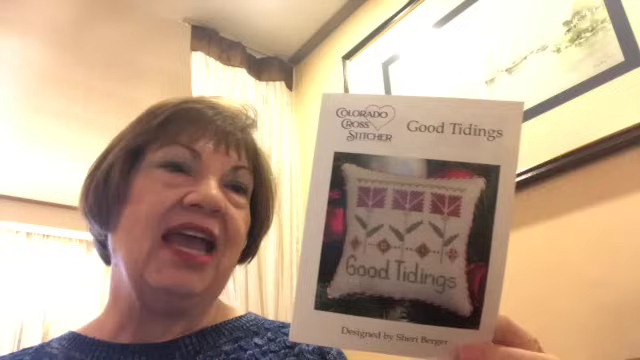 COLORADO
CROSS
STITCHER
Good Tidings
Good Tidings
Designed by Sheri Berger